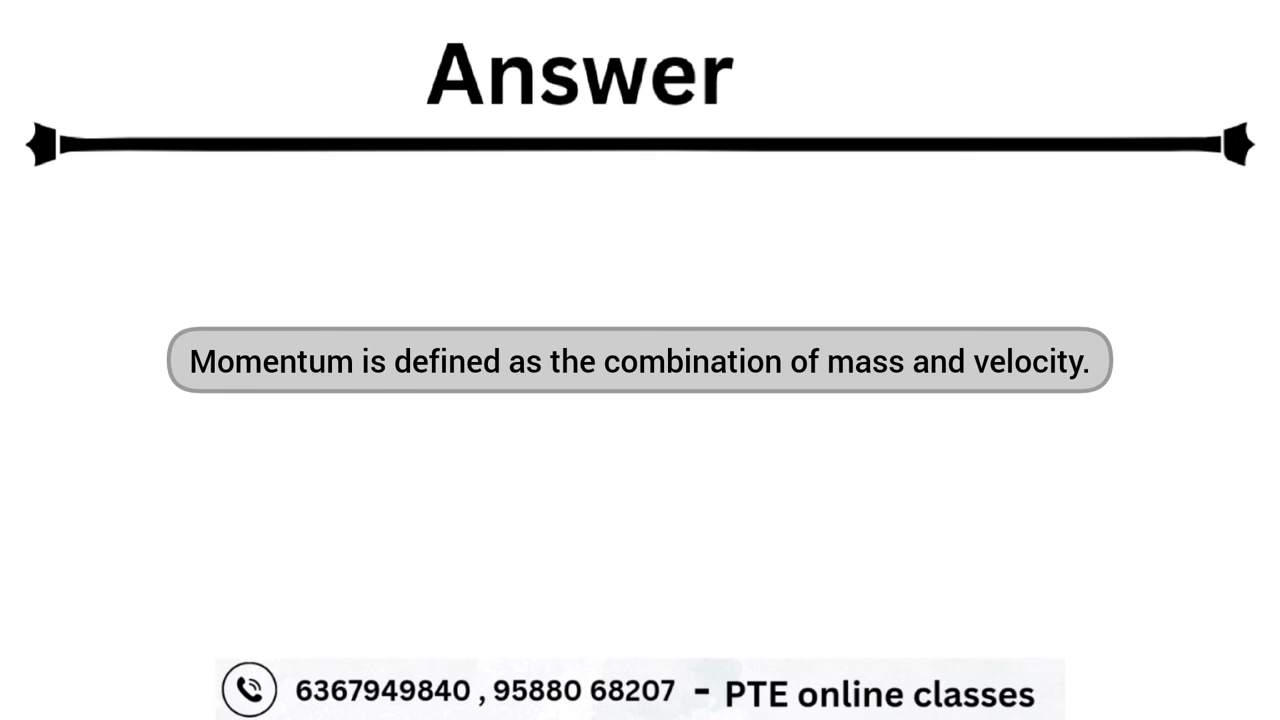 Answer
Momentum is defined as the combination of mass and velocity.
6367949840 , 95880 68207 - PTE online classes